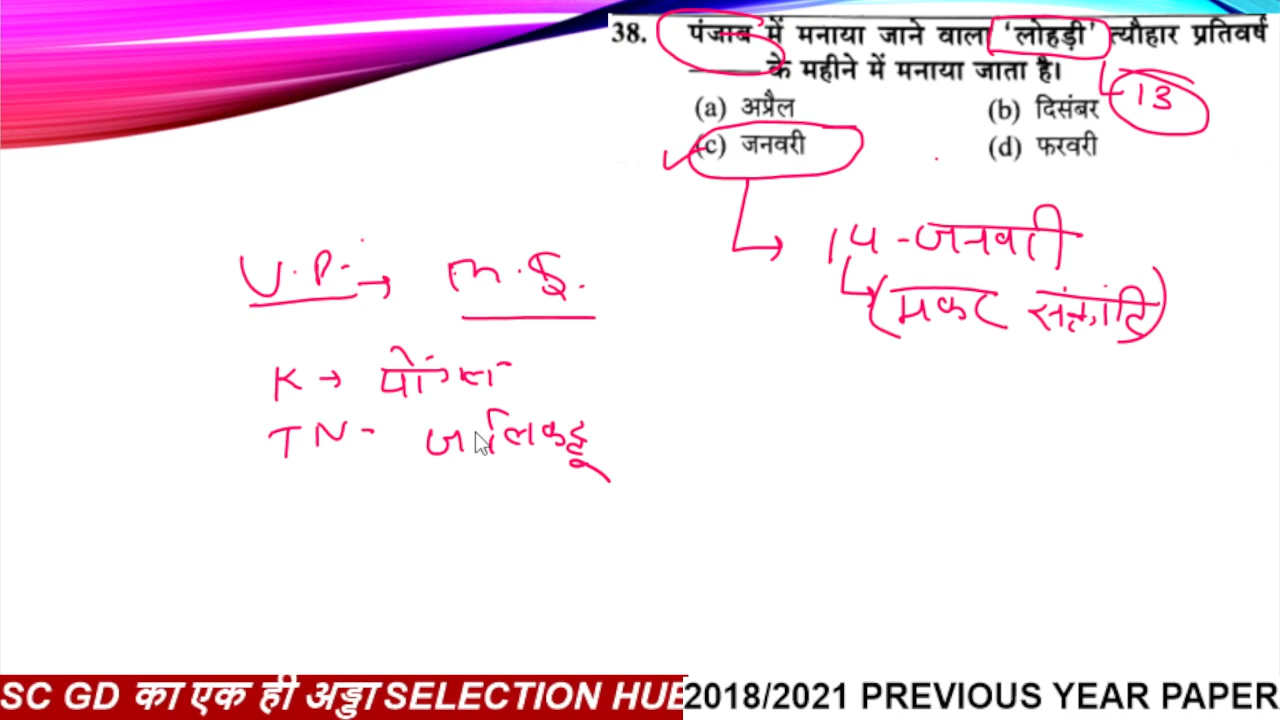 38. पंजाब में मनाया जाने वाला 'लोहड़ी' त्यौहार प्रतिवर्ष
______ के महीने में मनाया जाता है।
13
(a) अप्रैल (b) दिसंबर
(c) जनवरी (d) फरवरी
14 - जनवरी
(मकर संक्रांति)
U.P. → m.S.
K → पोंगल
TN - जलिकट्टू
SC GD का एक ही अड्डा SELECTION HUB
2018/2021 PREVIOUS YEAR PAPER